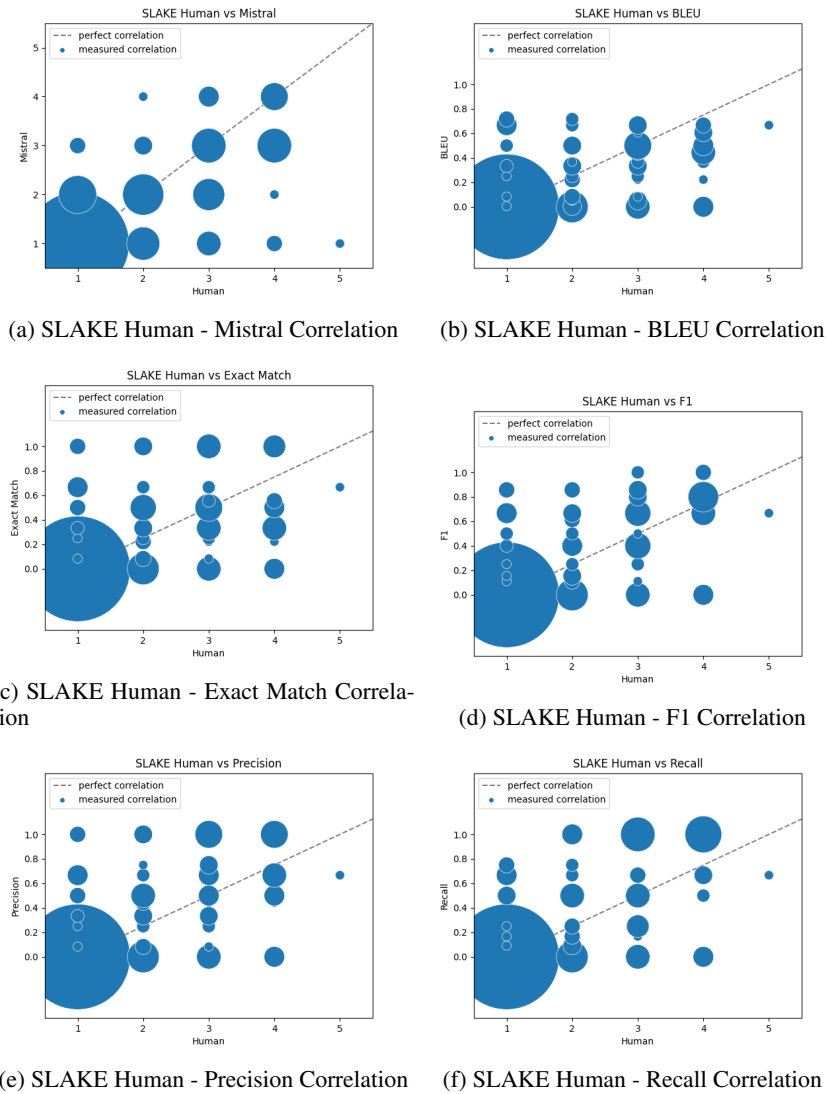 SLAKE Human vs Mistral
perfect correlation
measured correlation
5
4
3
2
1
Mistral
1 2 3 4 5
Human
(a) SLAKE Human - Mistral Correlation
SLAKE Human vs BLEU
perfect correlation
measured correlation
1.0
0.8
0.6
0.4
0.2
0.0
BLEU
1 2 3 4 5
Human
(b) SLAKE Human - BLEU Correlation
SLAKE Human vs Exact Match
perfect correlation
measured correlation
1.0
0.8
0.6
0.4
0.2
0.0
Exact Match
1 2 3 4 5
Human
c) SLAKE Human - Exact Match Correla-
ion
SLAKE Human vs F1
perfect correlation
measured correlation
1.0
0.8
0.6
0.4
0.2
0.0
F1
1 2 3 4 5
Human
(d) SLAKE Human - F1 Correlation
SLAKE Human vs Precision
perfect correlation
measured correlation
1.0
0.8
0.6
0.4
0.2
0.0
Precision
1 2 3 4 5
Human
(e) SLAKE Human - Precision Correlation
SLAKE Human vs Recall
perfect correlation
measured correlation
1.0
0.8
0.6
0.4
0.2
0.0
Recall
1 2 3 4 5
Human
(f) SLAKE Human - Recall Correlation